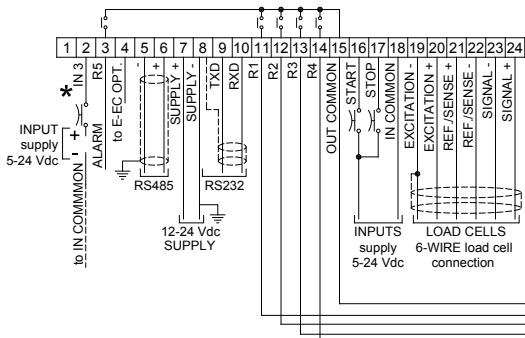 1 2 3 4 5 6 7 8 9 10 11 12 13 14 15 16 17 18 19 20 21 22 23 24
*
IN 3
R5
ALARM
to E-EC OPT.
-
+
SUPPLY +
SUPPLY -
TXD
RXD
R1
R2
R3
R4
OUT COMMON
START
STOP
IN COMMON
EXCITATION -
EXCITATION +
REF./SENSE +
REF./SENSE -
SIGNAL -
SIGNAL +
INPUT
supply
5-24 Vdc
+
-
to IN COMMMON
RS485
RS232
12-24 Vdc
SUPPLY
INPUTS
supply
5-24 Vdc
LOAD CELLS
6-WIRE load cell
connection